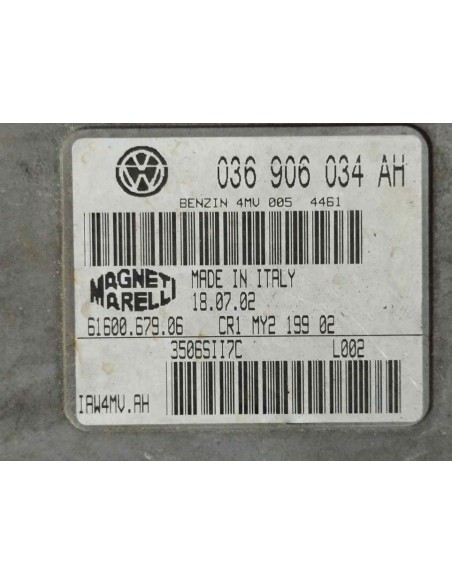 036 906 034 AH
BENZIN 4MV 005 4461
MAGNETI MARELLI
MADE IN ITALY
18.07.02
61600.679.06 CR1 MY2 199 02
3506SII7C L002
IAW4MV.AH